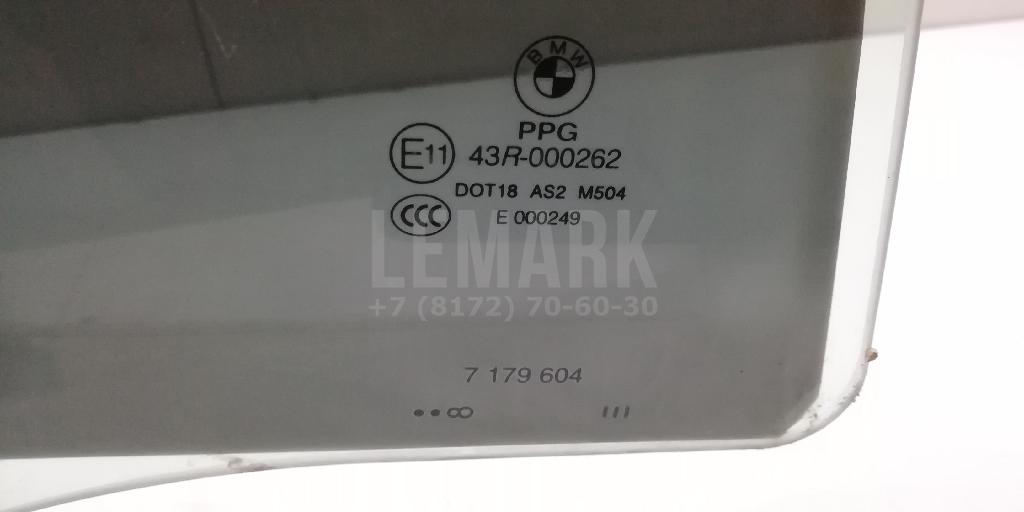 BMW
PPG
E11 43R-000262
DOT18 AS2 M504
CCC E 000249
LEMARK
+7 (8172) 70-60-30
7 179 604
••∞ III